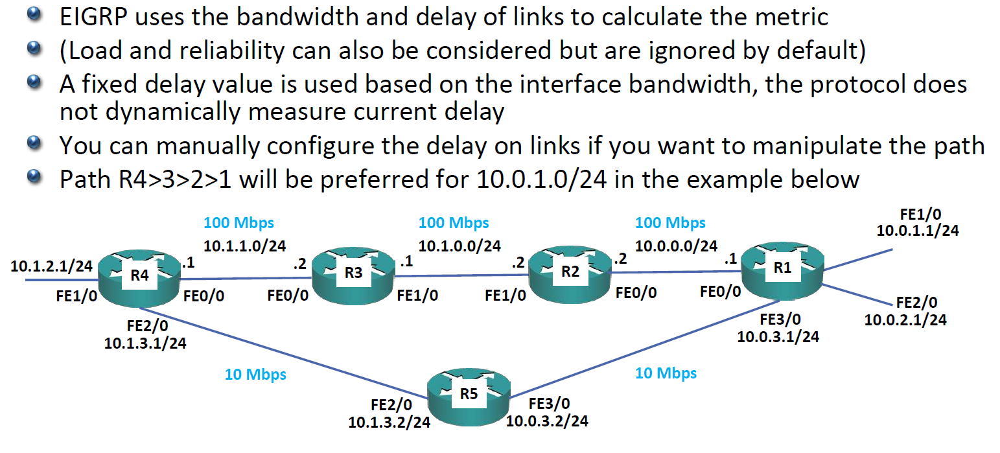 EIGRP uses the bandwidth and delay of links to calculate the metric
(Load and reliability can also be considered but are ignored by default)
A fixed delay value is used based on the interface bandwidth, the protocol does
not dynamically measure current delay
You can manually configure the delay on links if you want to manipulate the path
Path R4>3>2>1 will be preferred for 10.0.1.0/24 in the example below
100 Mbps
10.1.1.0/24
100 Mbps
10.1.0.0/24
100 Mbps
10.0.0.0/24
FE1/0
10.0.1.1/24
10.1.2.1/24
FE1/0
R4
.1
FE0/0
.2
FE0/0
R3
.1
FE1/0
.2
FE1/0
R2
.2
FE0/0
.1
FE0/0
R1
FE2/0
10.0.2.1/24
FE2/0
10.1.3.1/24
FE3/0
10.0.3.1/24
10 Mbps
10 Mbps
R5
FE2/0
10.1.3.2/24
FE3/0
10.0.3.2/24